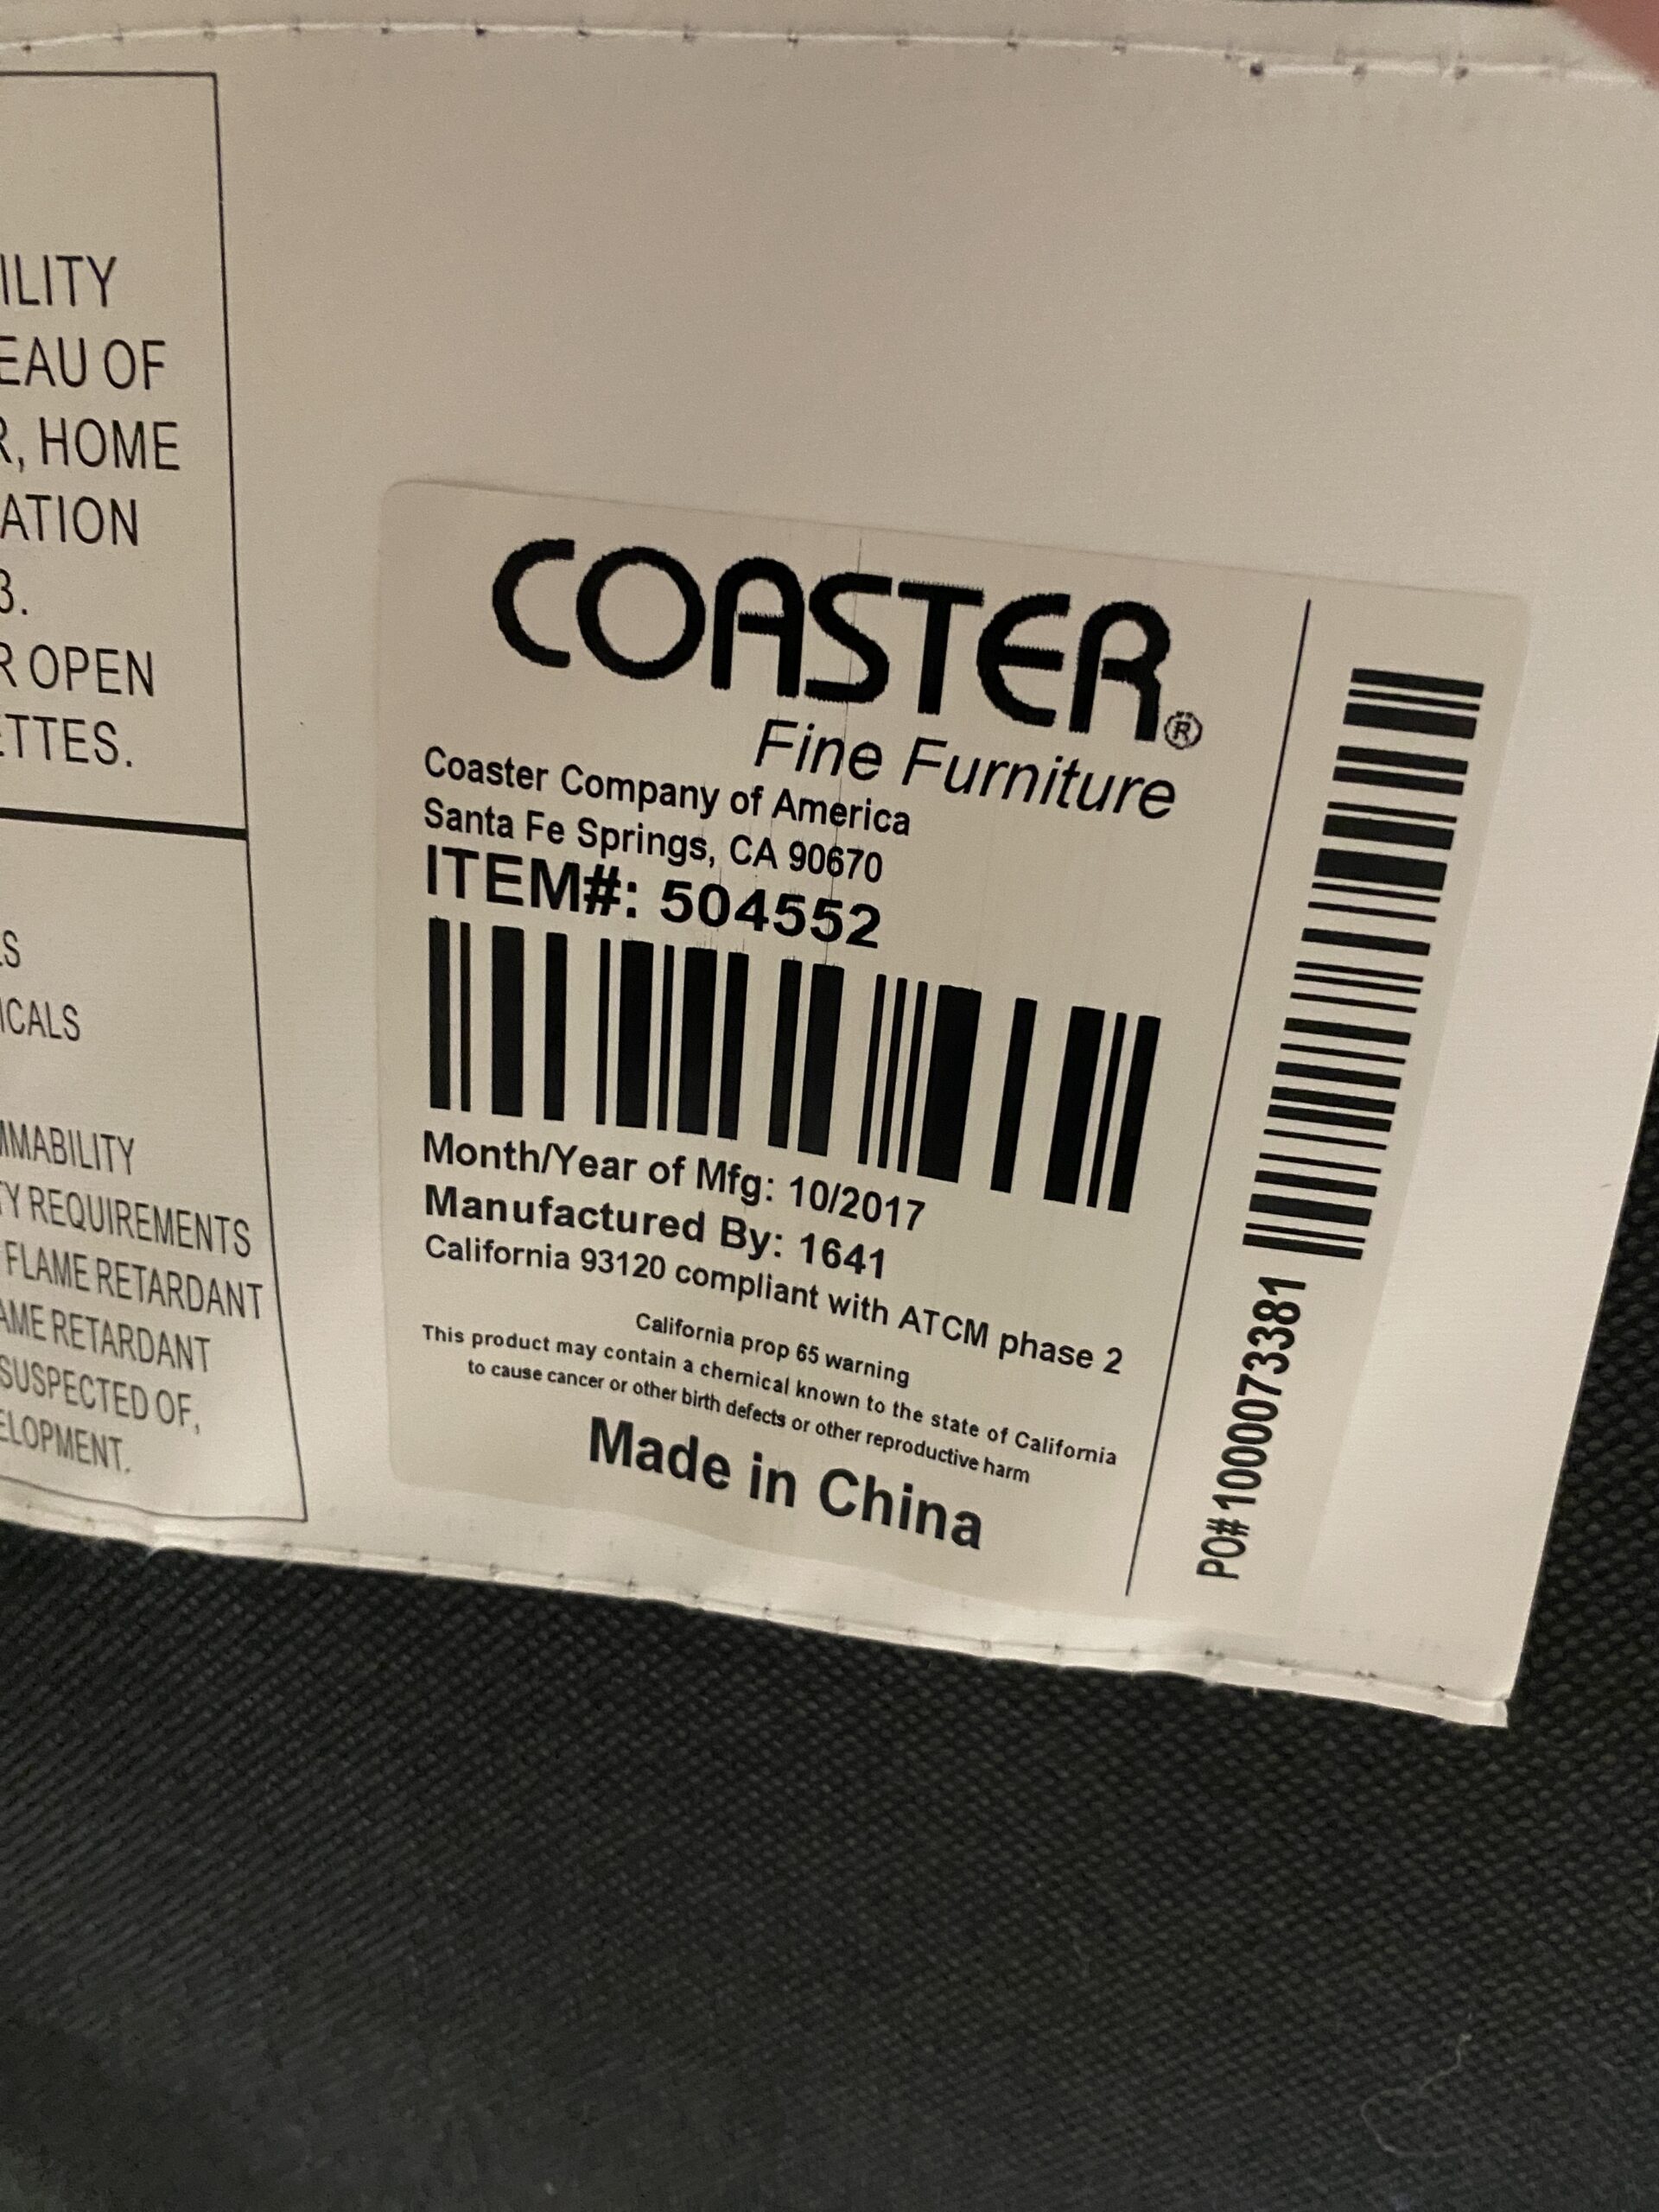 ILITY
EAU OF
R, HOME
ATION
3.
R OPEN
ETTES.
S
ICALS
MMABILITY
TY REQUIREMENTS
FLAME RETARDANT
AME RETARDANT
SUSPECTED OF,
ELOPMENT.
COASTER®
Fine Furniture
Coaster Company of America
Santa Fe Springs, CA 90670
ITEM#: 504552
Month/Year of Mfg: 10/2017
Manufactured By: 1641
California 93120 compliant with ATCM phase 2
California prop 65 warning
This product may contain a chemical known to the state of California
to cause cancer or other birth defects or other reproductive harm
Made in China
PO# 1000073381